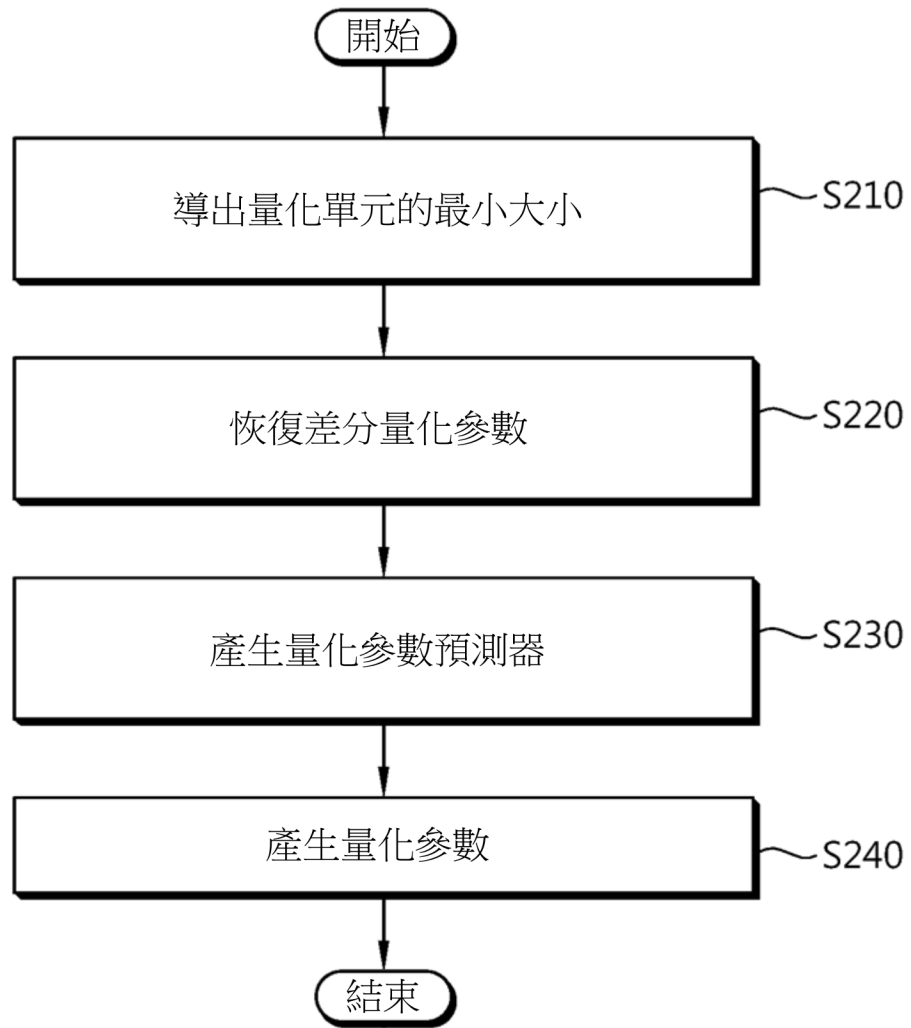 開始
導出量化單元的最小大小
S210
恢復差分量化參數
S220
產生量化參數預測器
S230
產生量化參數
S240
結束